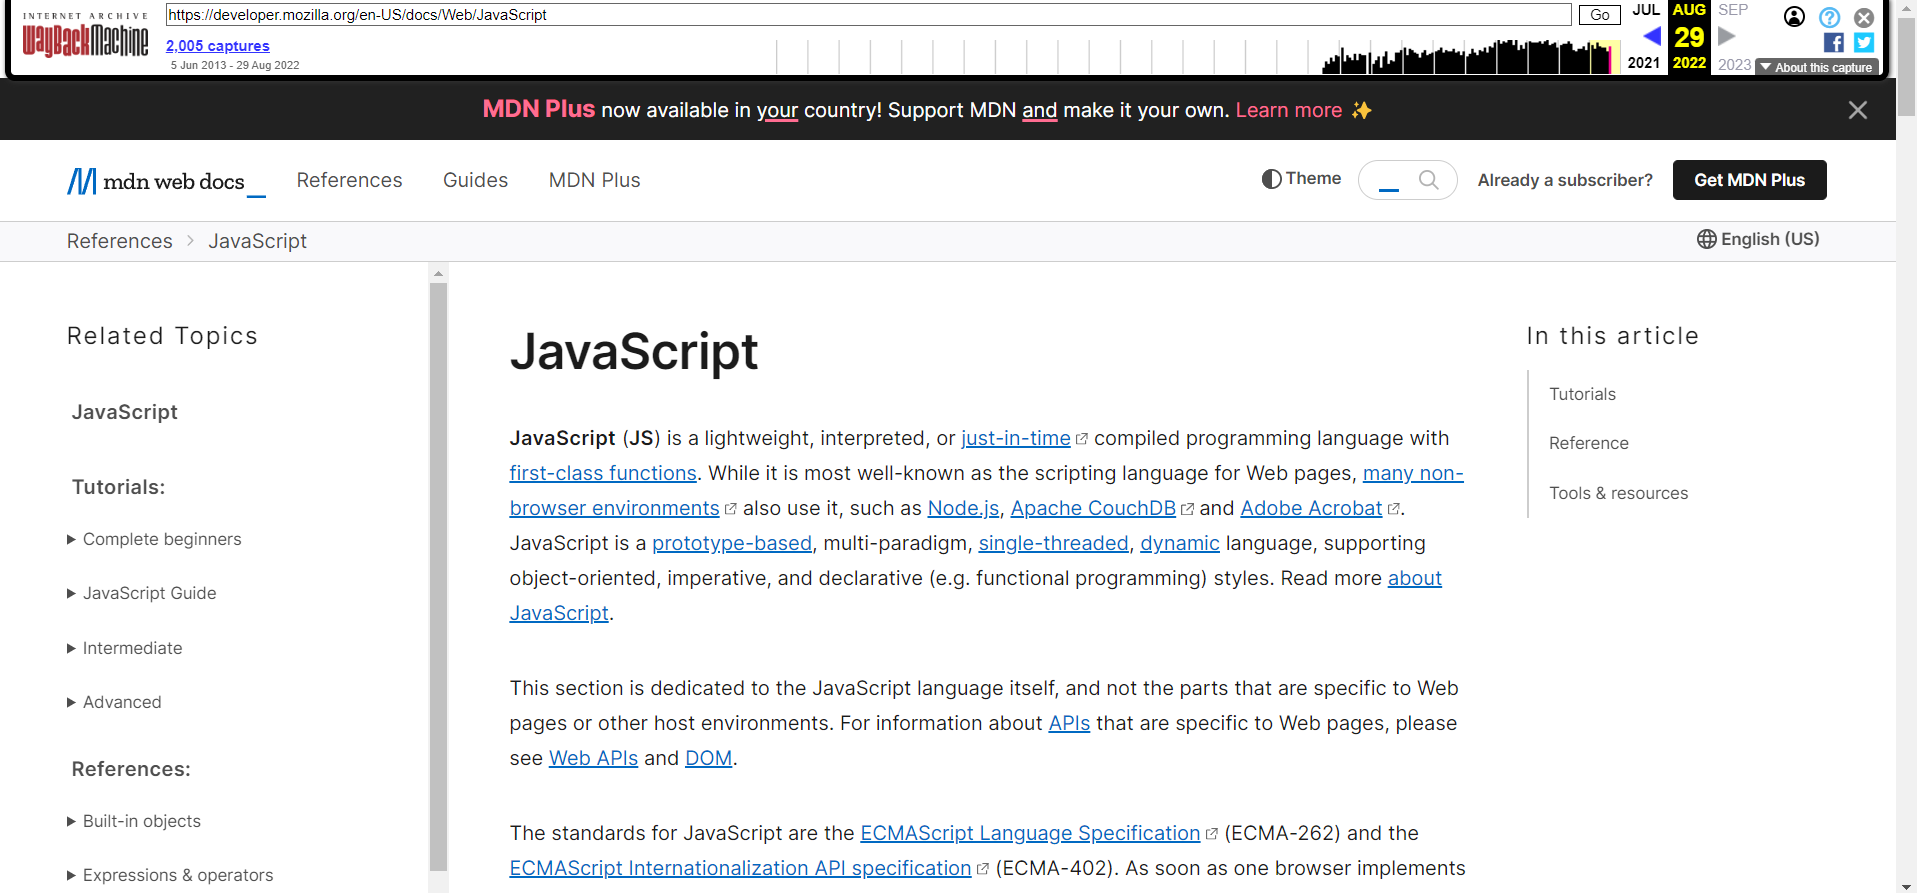 INTERNET ARCHIVE
WayBackMachine
https://developer.mozilla.org/en-US/docs/Web/JavaScript
Go
JUL AUG SEP
2,005 captures
29
5 Jun 2013 - 29 Aug 2022
2021 2022 2023
About this capture
MDN Plus now available in your country! Support MDN and make it your own. Learn more ✨
mdn web docs_
References
Guides
MDN Plus
Theme
Already a subscriber?
Get MDN Plus
References > JavaScript
English (US)
Related Topics
JavaScript
Tutorials:
Complete beginners
JavaScript Guide
Intermediate
Advanced
References:
Built-in objects
Expressions & operators
JavaScript
JavaScript (JS) is a lightweight, interpreted, or just-in-time compiled programming language with
first-class functions. While it is most well-known as the scripting language for Web pages, many non-
browser environments also use it, such as Node.js, Apache CouchDB and Adobe Acrobat.
JavaScript is a prototype-based, multi-paradigm, single-threaded, dynamic language, supporting
object-oriented, imperative, and declarative (e.g. functional programming) styles. Read more about
JavaScript.
This section is dedicated to the JavaScript language itself, and not the parts that are specific to Web
pages or other host environments. For information about APIs that are specific to Web pages, please
see Web APIs and DOM.
The standards for JavaScript are the ECMAScript Language Specification (ECMA-262) and the
ECMAScript Internationalization API specification (ECMA-402). As soon as one browser implements
In this article
Tutorials
Reference
Tools & resources